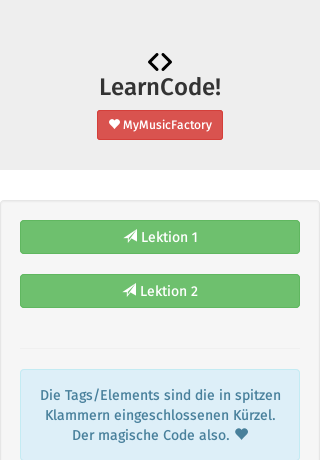 LearnCode!
MyMusicFactory
Lektion 1
Lektion 2
Die Tags/Elements sind die in spitzen
Klammern eingeschlossenen Kürzel.
Der magische Code also.